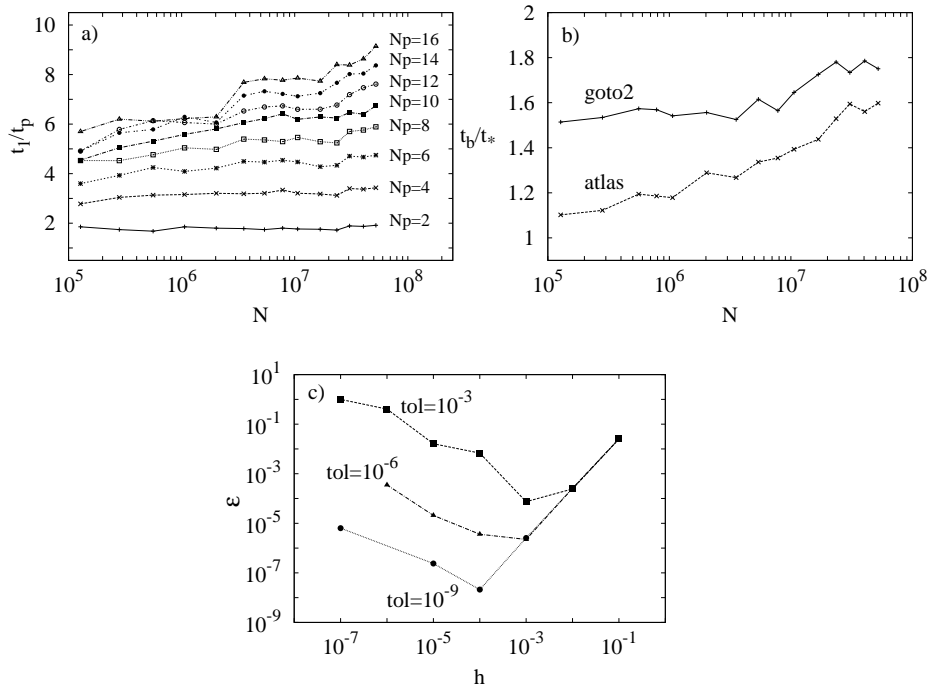 a)
10
8
6
4
2
t_1/t_p
Np=16
Np=14
Np=12
Np=10
Np=8
Np=6
Np=4
Np=2
10^5
10^6
10^7
10^8
N
b)
2
1.8
1.6
1.4
1.2
1
t_b/t_*
goto2
atlas
10^5
10^6
10^7
10^8
N
c)
10^1
10^-1
10^-3
10^-5
10^-7
10^-9
ε
tol=10^-3
tol=10^-6
tol=10^-9
10^-7
10^-5
10^-3
10^-1
h